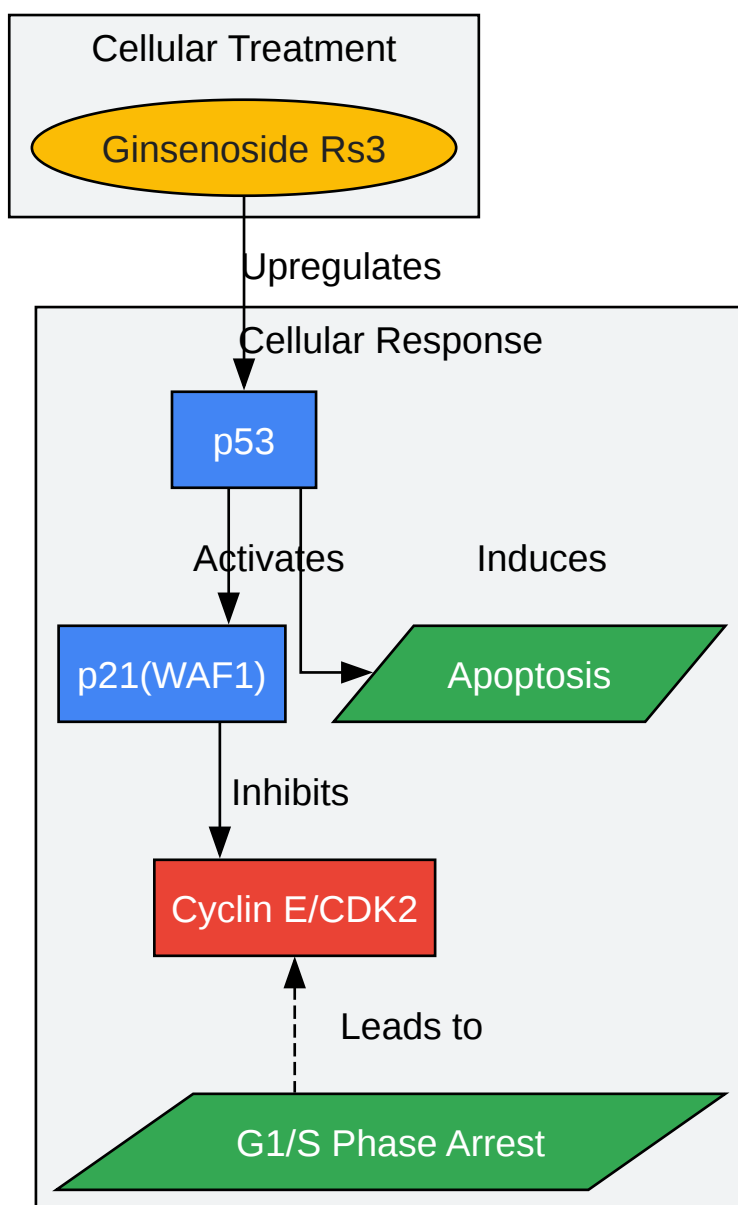 Cellular Treatment
Ginsenoside Rs3
Upregulates
Cellular Response
p53
Activates
Induces
p21(WAF1)
Apoptosis
Inhibits
Cyclin E/CDK2
Leads to
G1/S Phase Arrest